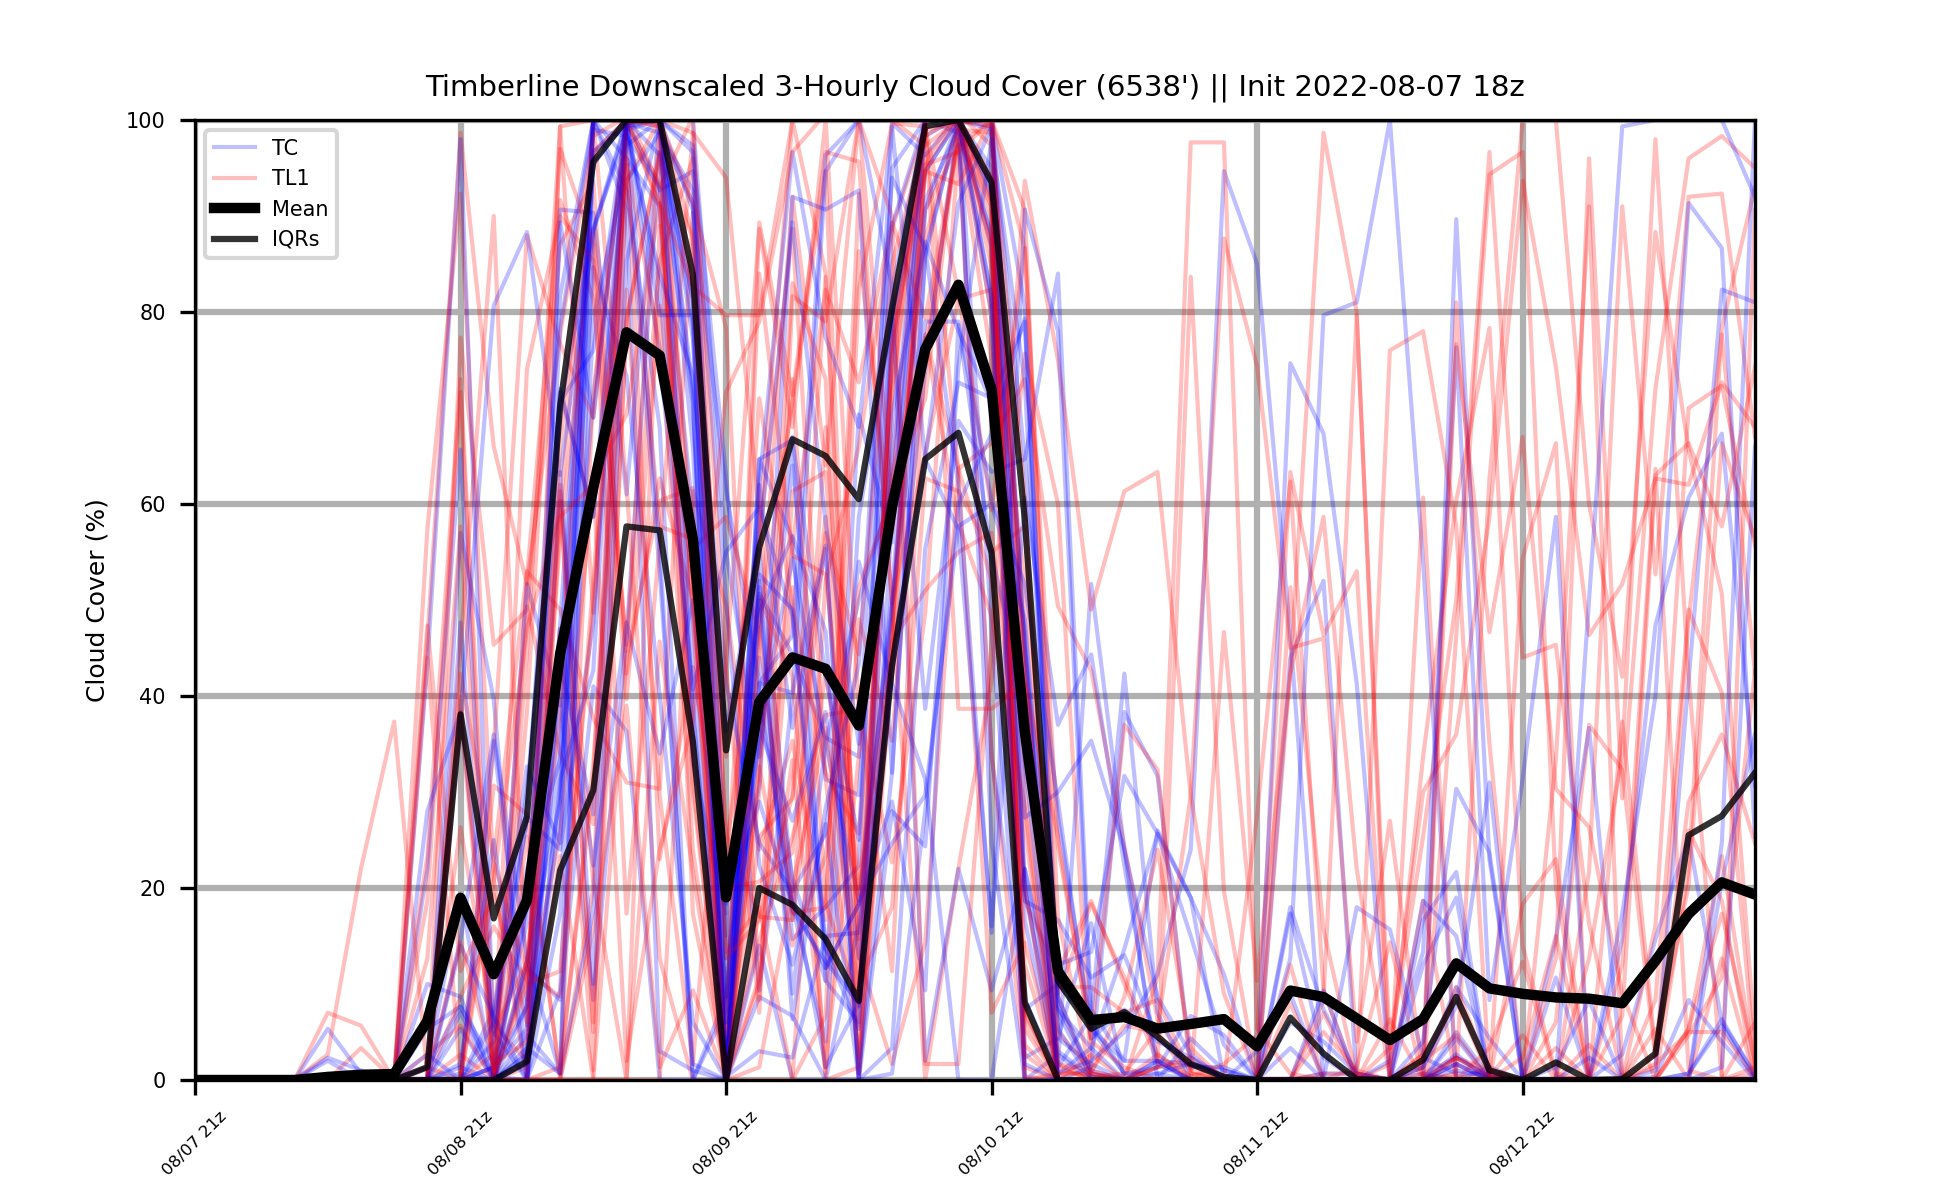 Timberline Downscaled 3-Hourly Cloud Cover (6538') || Init 2022-08-07 18z
100
80
60
40
20
0
Cloud Cover (%)
TC
TL1
Mean
IQRs
08/07 21z
08/08 21z
08/09 21z
08/10 21z
08/11 21z
08/12 21z